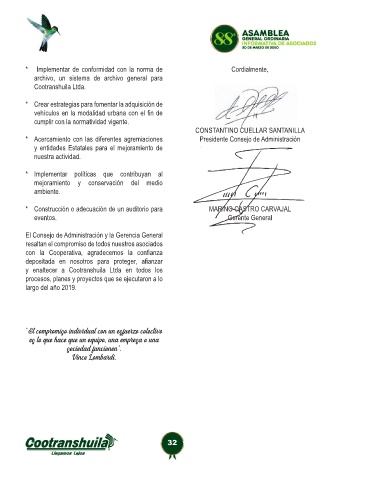 88ª
ASAMBLEA
GENERAL ORDINARIA
INFORMATIVA DE ASOCIADOS
30 DE MARZO DE 2020
* Implementar de conformidad con la norma de
archivo, un sistema de archivo general para
Cootranshuila Ltda.
* Crear estrategias para fomentar la adquisición de
vehículos en la modalidad urbana con el fin de
cumplir con la normatividad vigente.
* Acercamiento con las diferentes agremiaciones
y entidades Estatales para el mejoramiento de
nuestra actividad.
* Implementar políticas que contribuyan al
mejoramiento y conservación del medio
ambiente.
* Construcción o adecuación de un auditorio para
eventos.
El Consejo de Administración y la Gerencia General
resaltan el compromiso de todos nuestros asociados
con la Cooperativa, agradecemos la confianza
depositada en nosotros para proteger, afianzar
y enaltecer a Cootranshuila Ltda en todos los
procesos, planes y proyectos que se ejecutaron a lo
largo del año 2019.
"El compromiso individual con un esfuerzo colectivo
es lo que hace que un equipo, una empresa o una
sociedad funcionen".
Vince Lombardi.
Cordialmente,
CONSTANTINO CUELLAR SANTANILLA
Presidente Consejo de Administración
MARINO CASTRO CARVAJAL
Gerente General
Cootranshuila
Llegamos Lejos
32